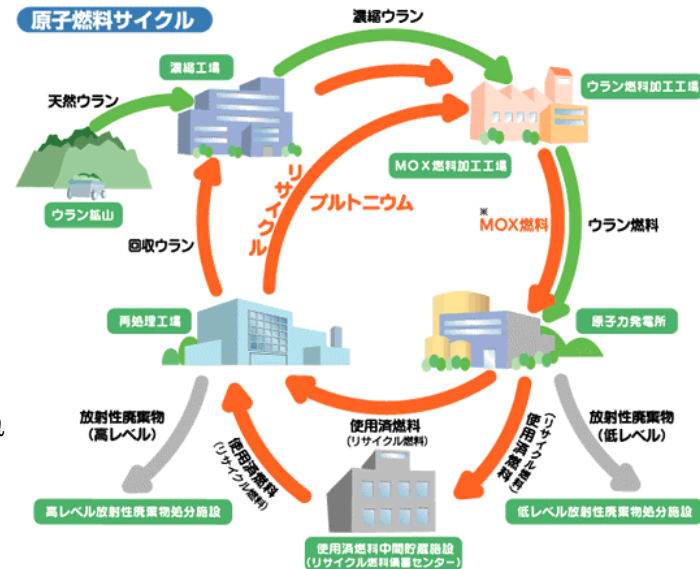 原子燃料サイクル
濃縮ウラン
濃縮工場
ウラン燃料加工工場
天然ウラン
MOX燃料加工工場
リサイクル
プルトニウム
ウラン鉱山
※
MOX燃料
ウラン燃料
回収ウラン
再処理工場
原子力発電所
放射性廃棄物
(高レベル)
使用済燃料
(リサイクル燃料)
使用済燃料
(リサイクル燃料)
使用済燃料
(リサイクル燃料)
放射性廃棄物
(低レベル)
高レベル放射性廃棄物処分施設
使用済燃料中間貯蔵施設
(リサイクル燃料備蓄センター)
低レベル放射性廃棄物処分施設
れ